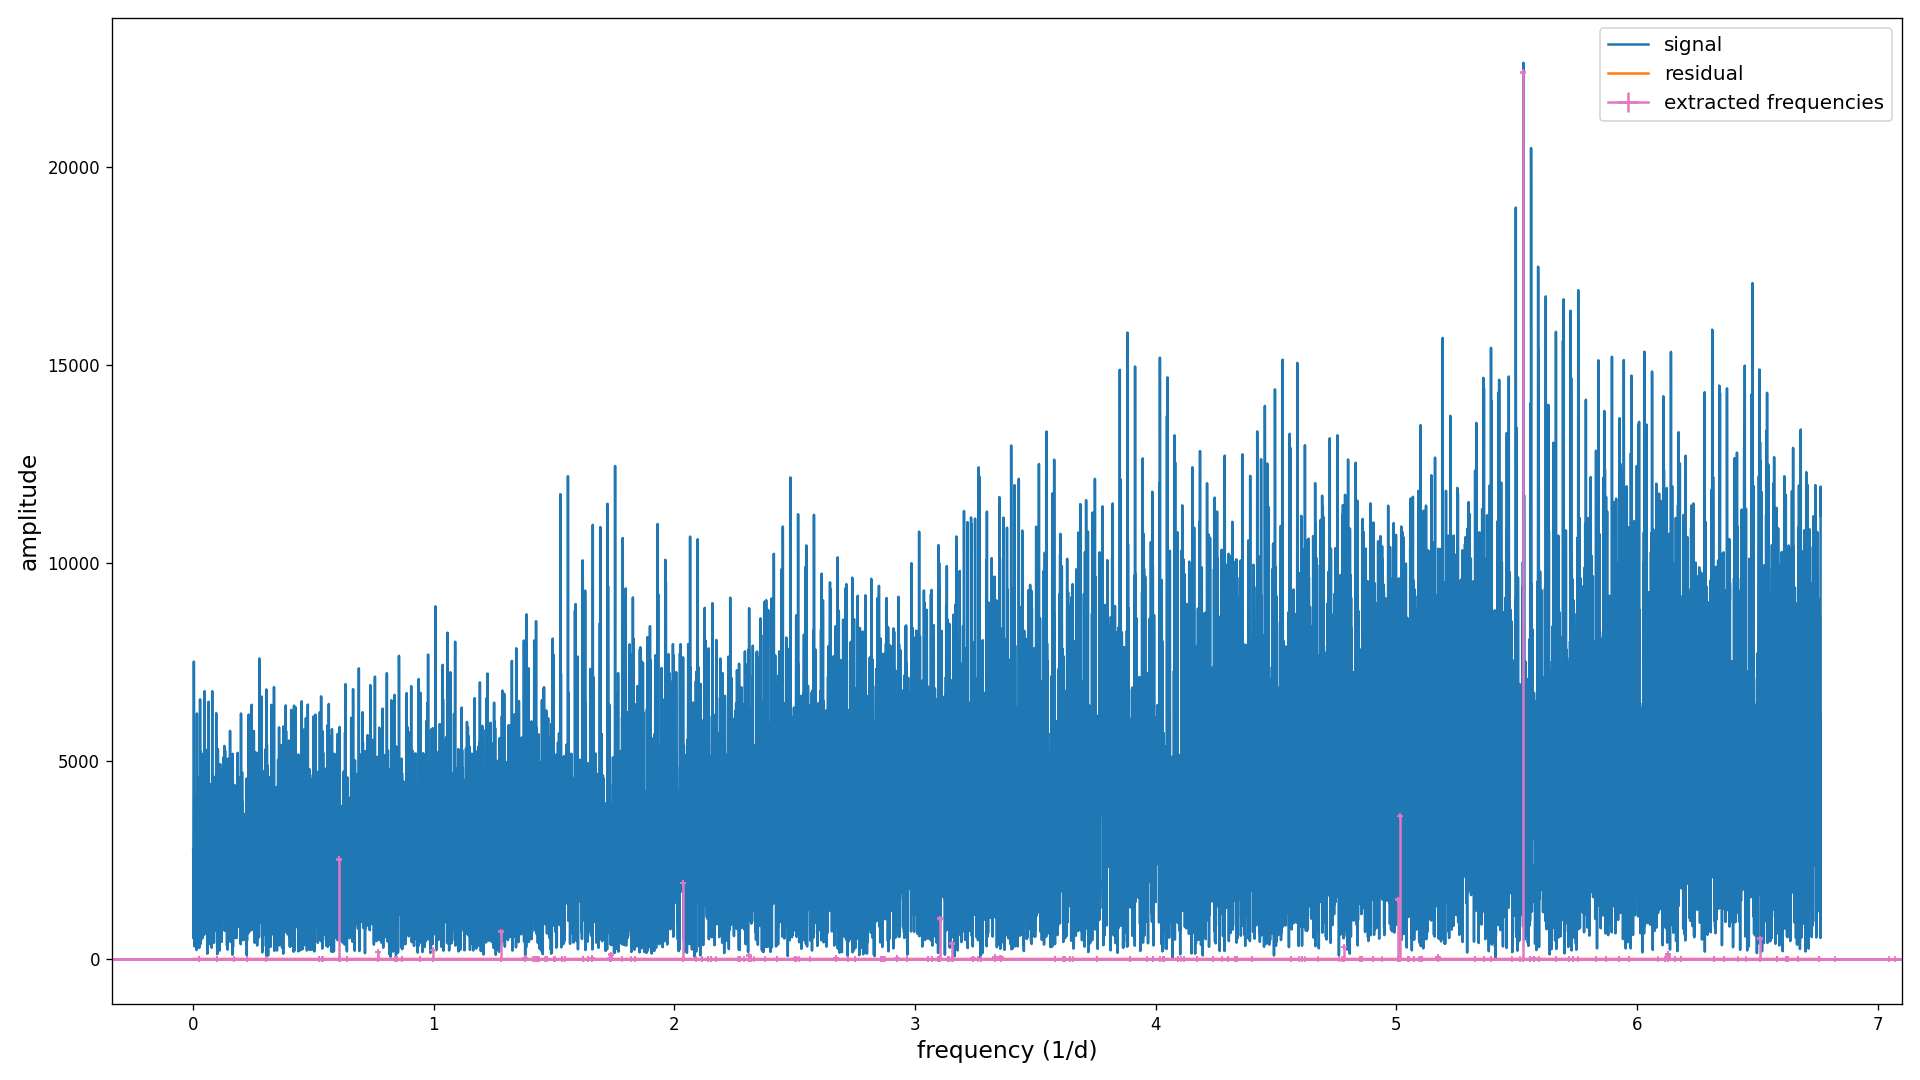 signal
residual
extracted frequencies
amplitude
20000
15000
10000
5000
0
0 1 2 3 4 5 6 7
frequency (1/d)